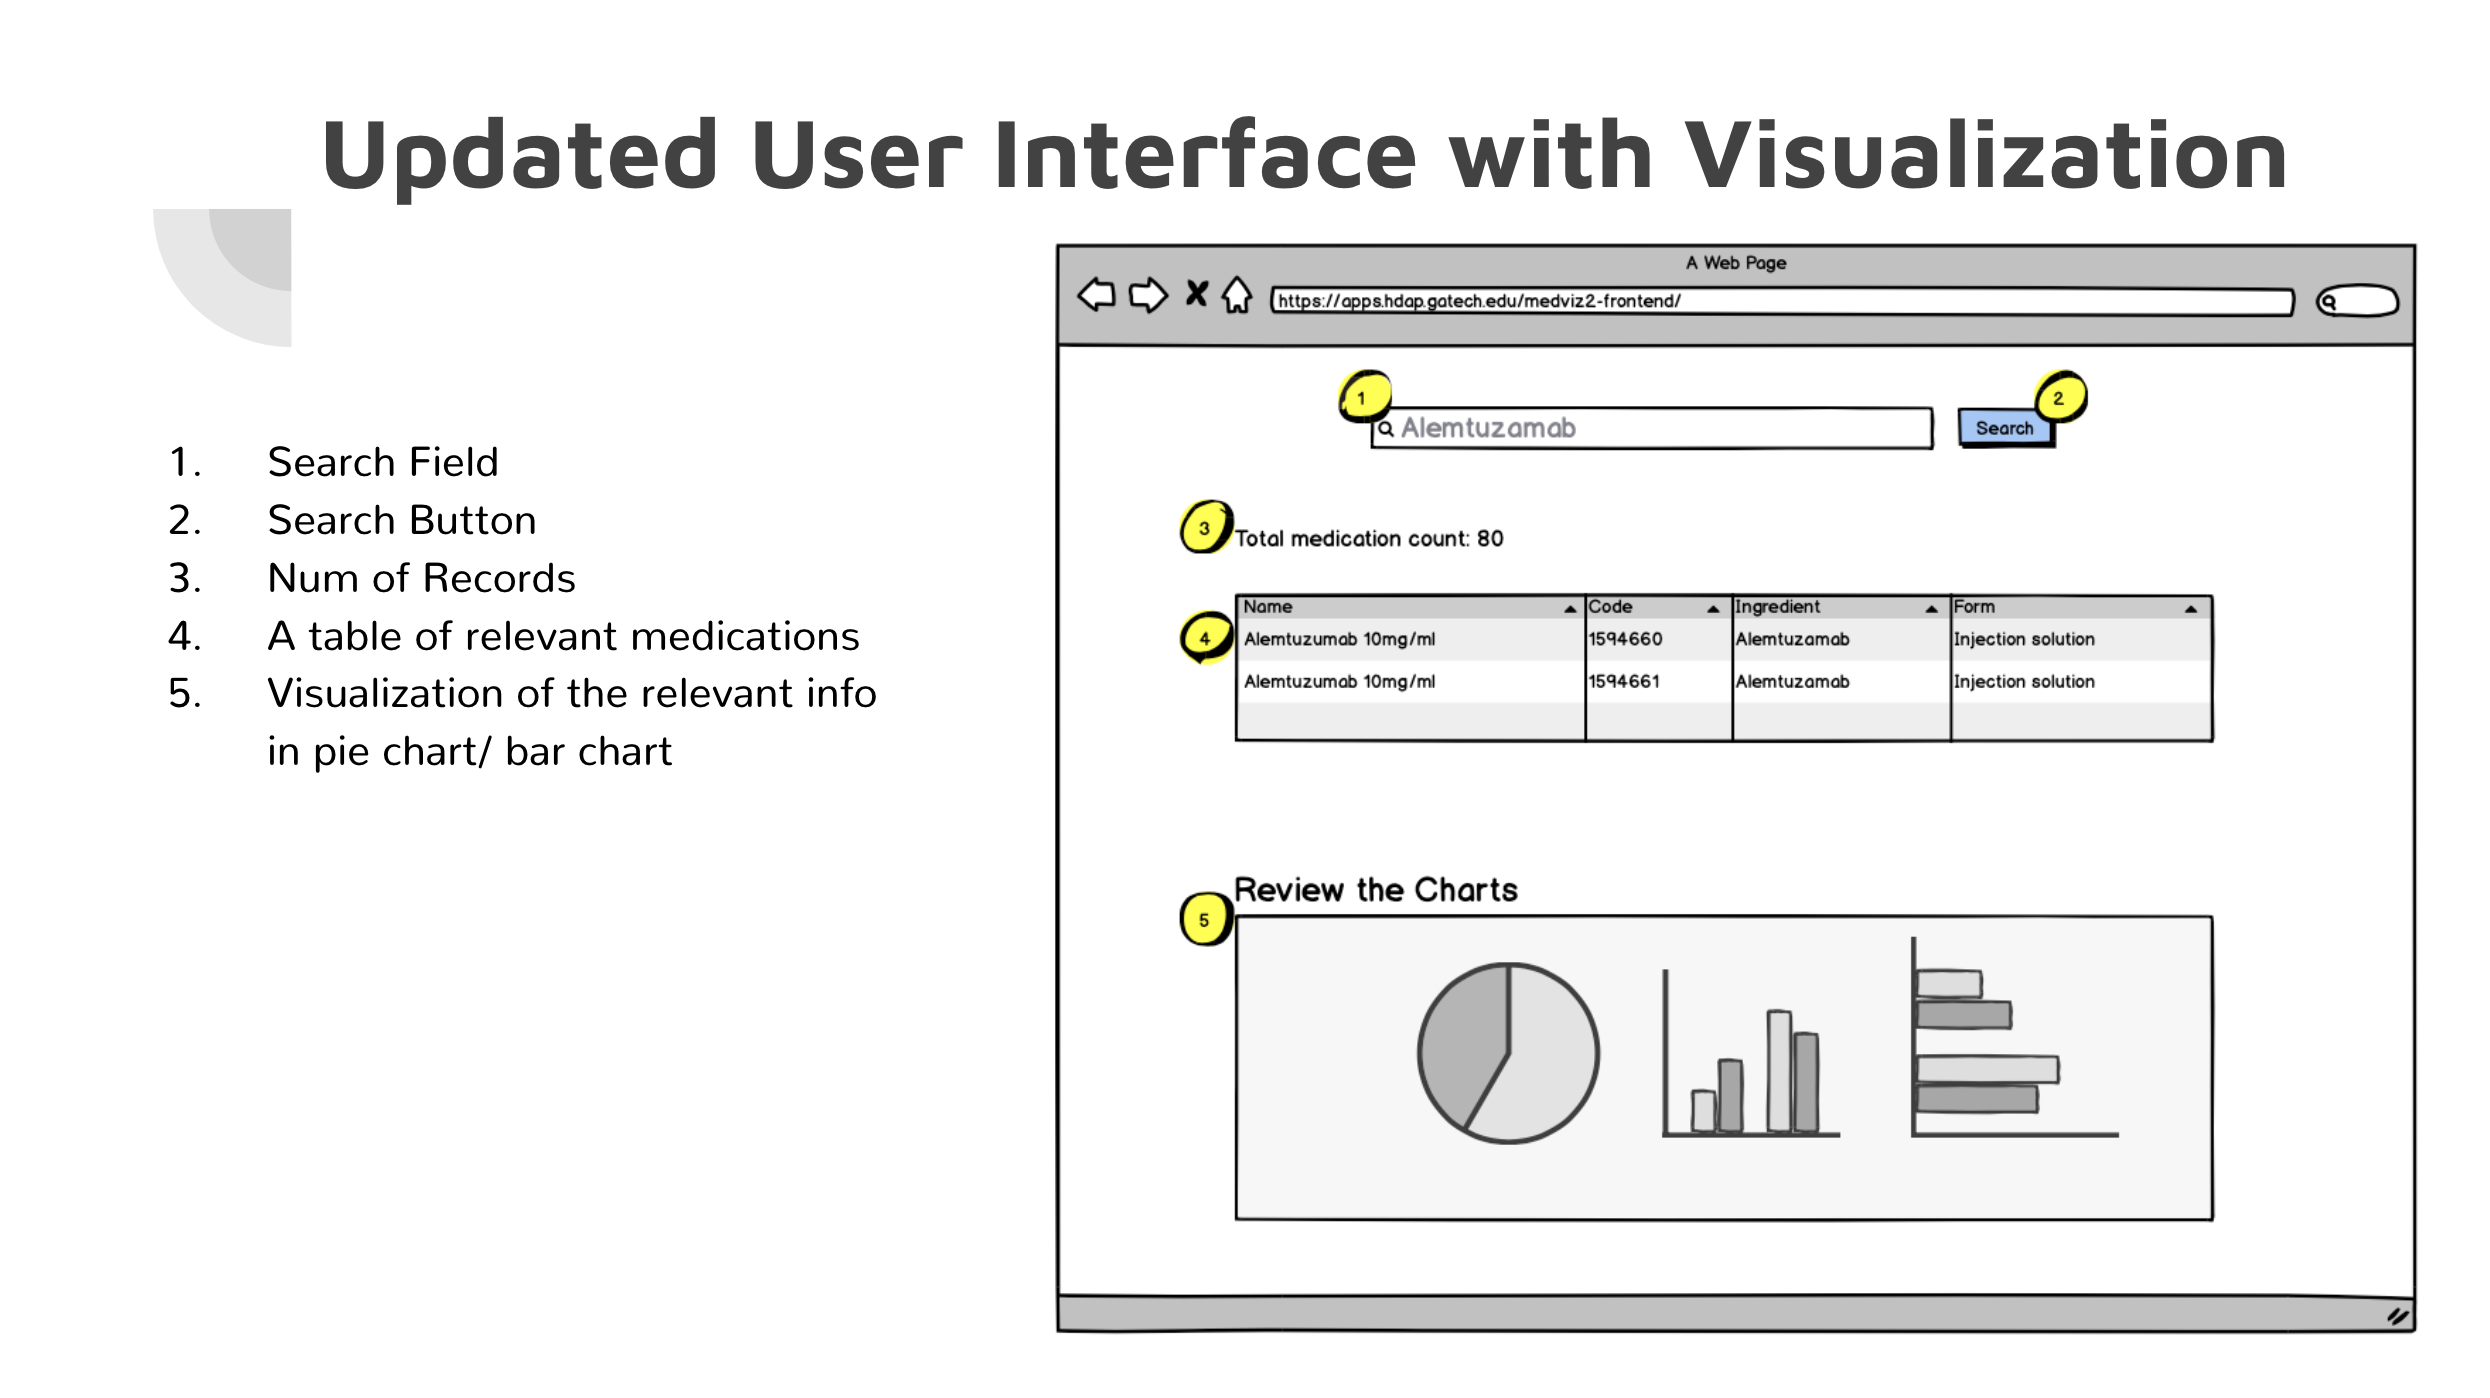 Updated User Interface with Visualization
1. Search Field
2. Search Button
3. Num of Records
4. A table of relevant medications
5. Visualization of the relevant info
in pie chart/ bar chart
A Web Page
https://apps.hdap.gatech.edu/medviz2-frontend/
1
2
Alemtuzamab
Search
3
Total medication count: 80
4
Name Code Ingredient Form
Alemtuzumab 10mg/ml 1594660 Alemtuzamab Injection solution
Alemtuzumab 10mg/ml 1594661 Alemtuzamab Injection solution
Review the Charts
5